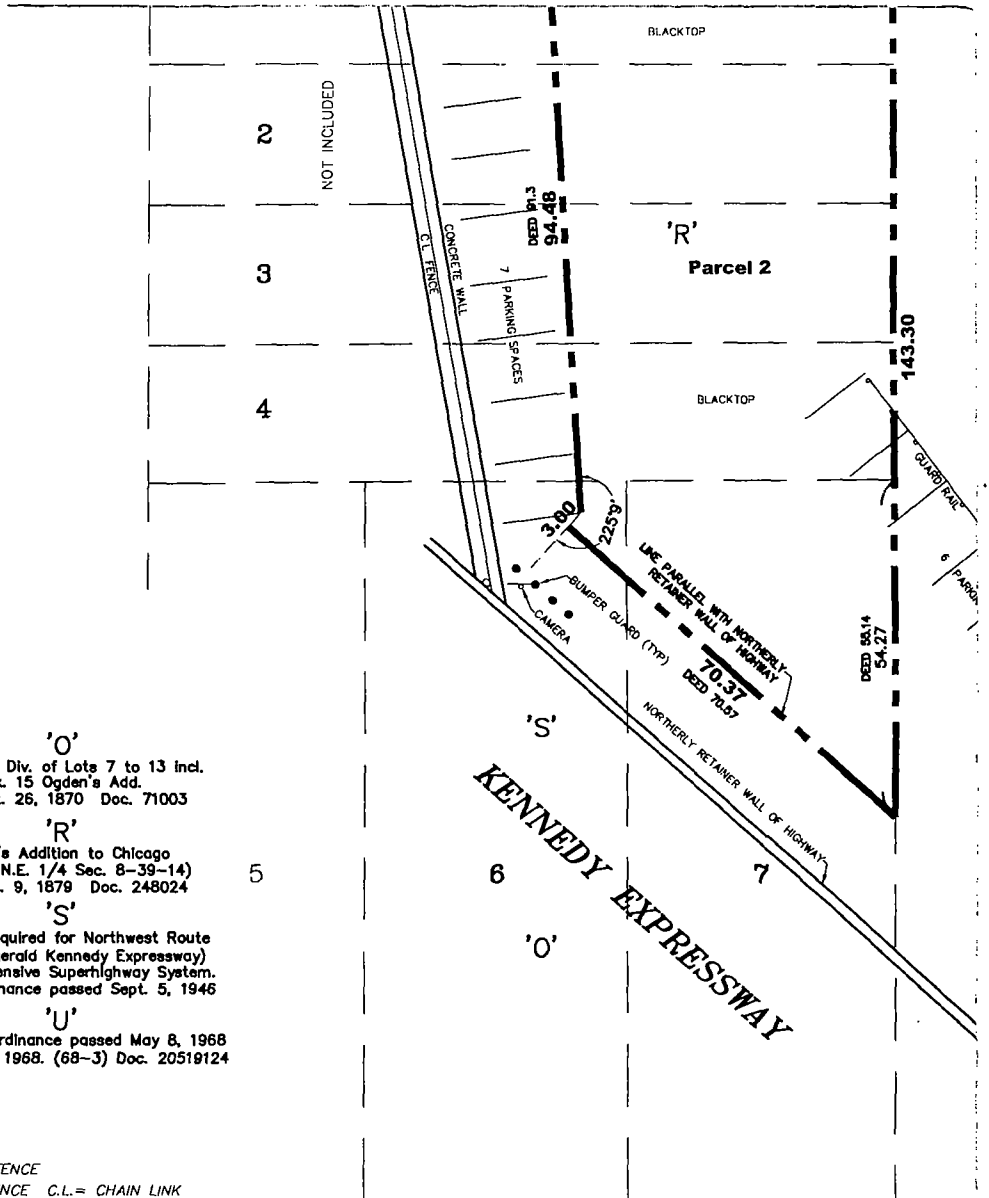 BLACKTOP
2
NOT INCLUDED
DEED 91.3
94.48
'R'
Parcel 2
3
C.L. FENCE
CONCRETE WALL
7 PARKING SPACES
143.30
4
BLACKTOP
GUARD RAIL
6 PARKIN
3.60
225°9'
LINE PARALLEL WITH NORTHERLY
RETAINER WALL OF HIGHWAY
BUMPER GUARD (TYP)
CAMERA
70.37
DEED 70.57
DEED
54.27
'S'
NORTHERLY RETAINER WALL OF HIGHWAY
KENNEDY EXPRESSWAY
5
6
7
'O'
'O'
Div. of Lots 7 to 13 incl.
15 Ogden's Add.
26, 1870 Doc. 71003
'R'
's Addition to Chicago
N.E. 1/4 Sec. 8-39-14)
. 9, 1879 Doc. 248024
'S'
quired for Northwest Route
erald Kennedy Expressway)
ensive Superhighway System.
nance passed Sept. 5, 1946
'U'
rdinance passed May 8, 1968
1968. (68-3) Doc. 20519124
ENCE
NCE C.L.= CHAIN LINK